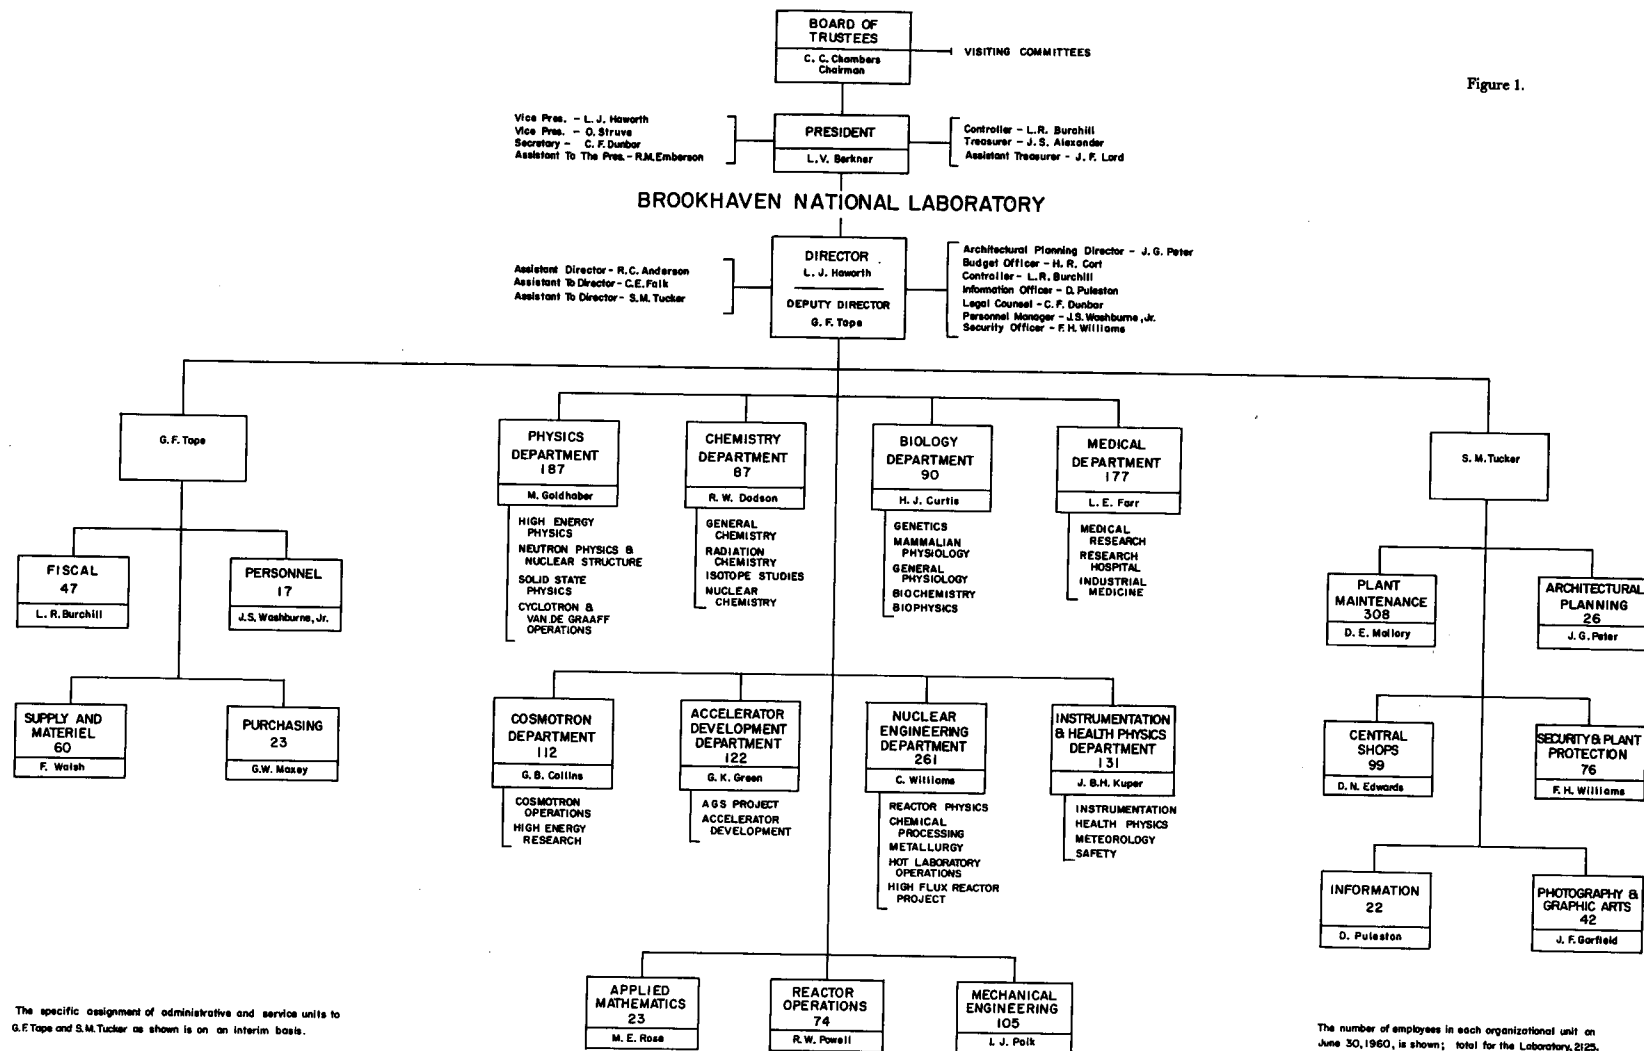 BOARD OF
TRUSTEES
C. C. Chambers
Chairman
VISITING COMMITTEES
Figure 1.
Vice Pres. – L. J. Haworth
Vice Pres. – O. Struve
Secretary – C. F. Dunbar
Assistant To The Pres. – R.M. Emberson
PRESIDENT
L. V. Berkner
Controller – L.R. Burchill
Treasurer – J. S. Alexander
Assistant Treasurer – J. F. Lord
BROOKHAVEN NATIONAL LABORATORY
Assistant Director – R.C. Anderson
Assistant To Director – C.E. Falk
Assistant To Director – S.M. Tucker
DIRECTOR
L. J. Haworth
DEPUTY DIRECTOR
G. F. Tape
Architectural Planning Director – J. G. Peter
Budget Officer – H. R. Cort
Controller – L.R. Burchill
Information Officer – D. Puleston
Legal Counsel – C. F. Dunbar
Personnel Manager – J.S. Washburne, Jr.
Security Officer – F. H. Williams
G. F. Tape
FISCAL
47
L. R. Burchill
PERSONNEL
17
J.S. Washburne, Jr.
SUPPLY AND
MATERIEL
60
F. Walsh
PURCHASING
23
G.W. Maxey
PHYSICS
DEPARTMENT
187
M. Goldhaber
HIGH ENERGY
PHYSICS
NEUTRON PHYSICS &
NUCLEAR STRUCTURE
SOLID STATE
PHYSICS
CYCLOTRON &
VAN DE GRAAFF
OPERATIONS
CHEMISTRY
DEPARTMENT
87
R. W. Dodson
GENERAL
CHEMISTRY
RADIATION
CHEMISTRY
ISOTOPE STUDIES
NUCLEAR
CHEMISTRY
BIOLOGY
DEPARTMENT
90
H. J. Curtis
GENETICS
MAMMALIAN
PHYSIOLOGY
GENERAL
PHYSIOLOGY
BIOCHEMISTRY
BIOPHYSICS
MEDICAL
DEPARTMENT
177
L. E. Farr
MEDICAL
RESEARCH
RESEARCH
HOSPITAL
INDUSTRIAL
MEDICINE
COSMOTRON
DEPARTMENT
112
G. B. Collins
COSMOTRON
OPERATIONS
HIGH ENERGY
RESEARCH
ACCELERATOR
DEVELOPMENT
DEPARTMENT
122
G. K. Green
AGS PROJECT
ACCELERATOR
DEVELOPMENT
NUCLEAR
ENGINEERING
DEPARTMENT
261
C. Williams
REACTOR PHYSICS
CHEMICAL
PROCESSING
METALLURGY
HOT LABORATORY
OPERATIONS
HIGH FLUX REACTOR
PROJECT
INSTRUMENTATION
& HEALTH PHYSICS
DEPARTMENT
131
J. B.H. Kuper
INSTRUMENTATION
HEALTH PHYSICS
METEOROLOGY
SAFETY
APPLIED
MATHEMATICS
23
M. E. Rose
REACTOR
OPERATIONS
74
R. W. Powell
MECHANICAL
ENGINEERING
105
I. J. Polk
S. M. Tucker
PLANT
MAINTENANCE
308
D. E. Mallory
ARCHITECTURAL
PLANNING
26
J. G. Peter
CENTRAL
SHOPS
99
D. N. Edwards
SECURITY & PLANT
PROTECTION
76
F. H. Williams
INFORMATION
22
D. Puleston
PHOTOGRAPHY &
GRAPHIC ARTS
42
J. F. Garfield
The specific assignment of administrative and service units to
G.F. Tape and S.M. Tucker as shown is on an interim basis.
The number of employees in each organizational unit on
June 30, 1960, is shown; total for the Laboratory, 2125.